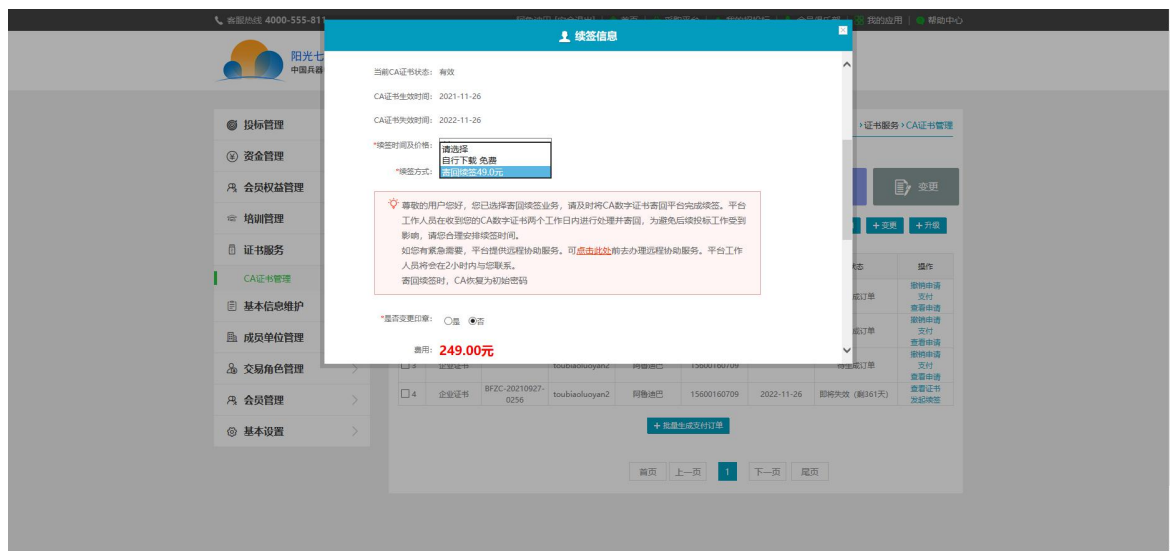 客服热线 4000-555-811
我的应用
帮助中心
续签信息
阳光七
中国兵器
当前CA证书状态: 有效
CA证书生效时间: 2021-11-26
CA证书失效时间: 2022-11-26
*续签时间及价格:
请选择
自行下载 免费
*续签方式: 寄回续签49.0元
尊敬的用户您好，您已选择寄回续签业务，请及时将CA数字证书寄回平台完成续签。平台
工作人员在收到您的CA数字证书两个工作日内进行处理并寄回，为避免后续投标工作受到
影响，请您合理安排续签时间。
如您有紧急需要，平台提供远程协助服务。可点击此处前去办理远程协助服务。平台工作
人员将会在2小时内与您联系。
寄回续签时，CA恢复为初始密码
*是否变更印章: 是 否
费用: 249.00元
投标管理
资金管理
会员权益管理
培训管理
证书服务
CA证书管理
基本信息维护
成员单位管理
交易角色管理
会员管理
基本设置
›证书服务›CA证书管理
变更
+变更 +升级
操作
成订单 撤销申请
支付
查看申请
成订单 撤销申请
支付
查看申请
3 企业证书 toubiaoluoyan2 阿鲁迪巴 15600160709 待生成订单 撤销申请
支付
查看申请
4 企业证书 BFZC-20210927-0256 toubiaoluoyan2 阿鲁迪巴 15600160709 2022-11-26 即将失效 (剩361天) 查看证书
发起续签
+ 批量生成支付订单
首页 上一页 1 下一页 尾页